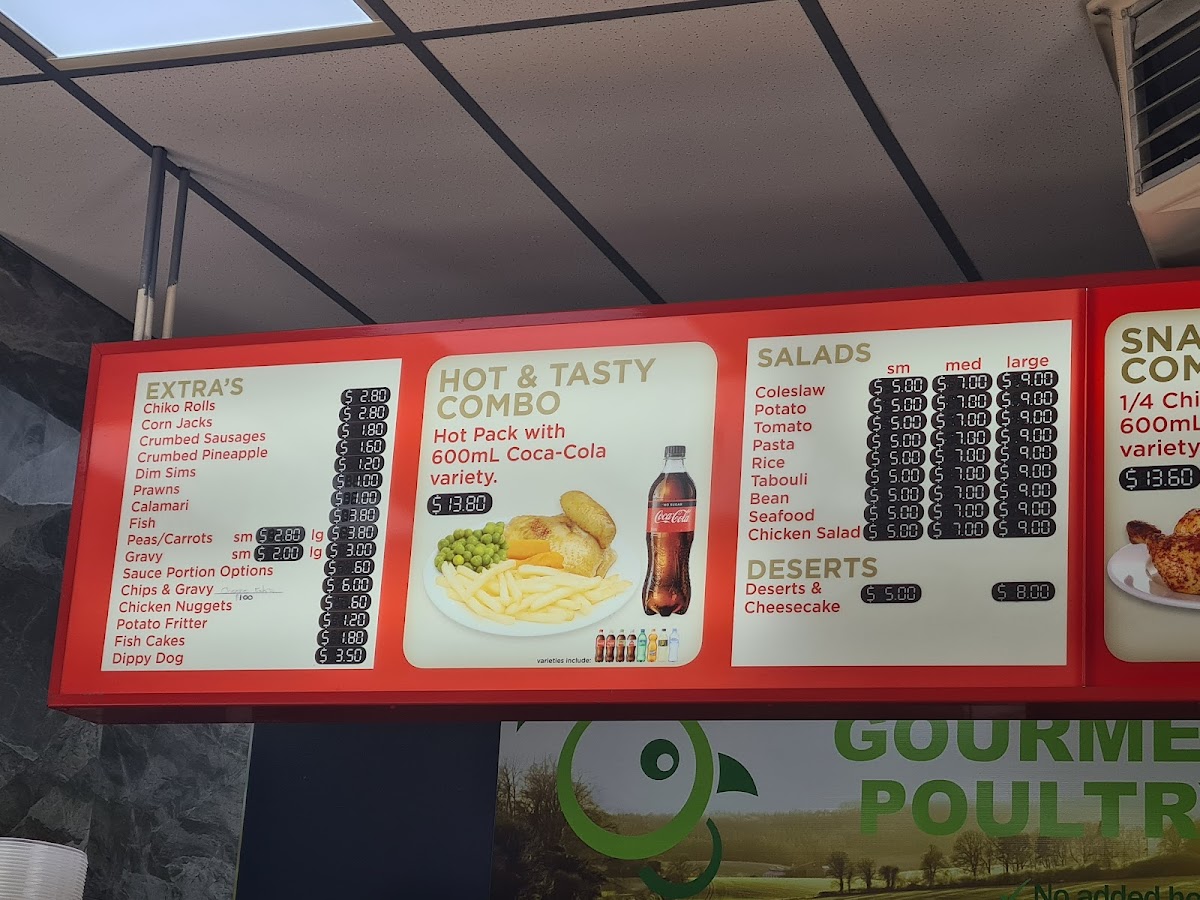 EXTRA'S
Chiko Rolls $ 2.80
Corn Jacks $ 2.80
Crumbed Sausages $ 1.80
Crumbed Pineapple $ 1.60
Dim Sims $ 1.20
Prawns $ 1.00
Calamari $ 1.00
Fish $ 3.80
Peas/Carrots sm $ 2.80 lg $ 3.80
Gravy sm $ 2.00 lg $ 3.00
Sauce Portion Options $ .60
Chips & Gravy $ 6.00
Chicken Nuggets $ .60
Potato Fritter $ 1.20
Fish Cakes $ 1.80
Dippy Dog $ 3.50
HOT & TASTY
COMBO
Hot Pack with
600mL Coca-Cola
variety.
$ 13.80
NO SUGAR
Coca-Cola
varieties include:
SALADS
sm med large
Coleslaw $ 5.00 $ 7.00 $ 9.00
Potato $ 5.00 $ 7.00 $ 9.00
Tomato $ 5.00 $ 7.00 $ 9.00
Pasta $ 5.00 $ 7.00 $ 9.00
Rice $ 5.00 $ 7.00 $ 9.00
Tabouli $ 5.00 $ 7.00 $ 9.00
Bean $ 5.00 $ 7.00 $ 9.00
Seafood $ 5.00 $ 7.00 $ 9.00
Chicken Salad $ 5.00 $ 7.00 $ 9.00
DESERTS
Deserts &
Cheesecake $ 5.00 $ 8.00
SNA
COM
1/4 Chi
600mL
variety
$ 13.60
GOURME
POULTR
No added ho